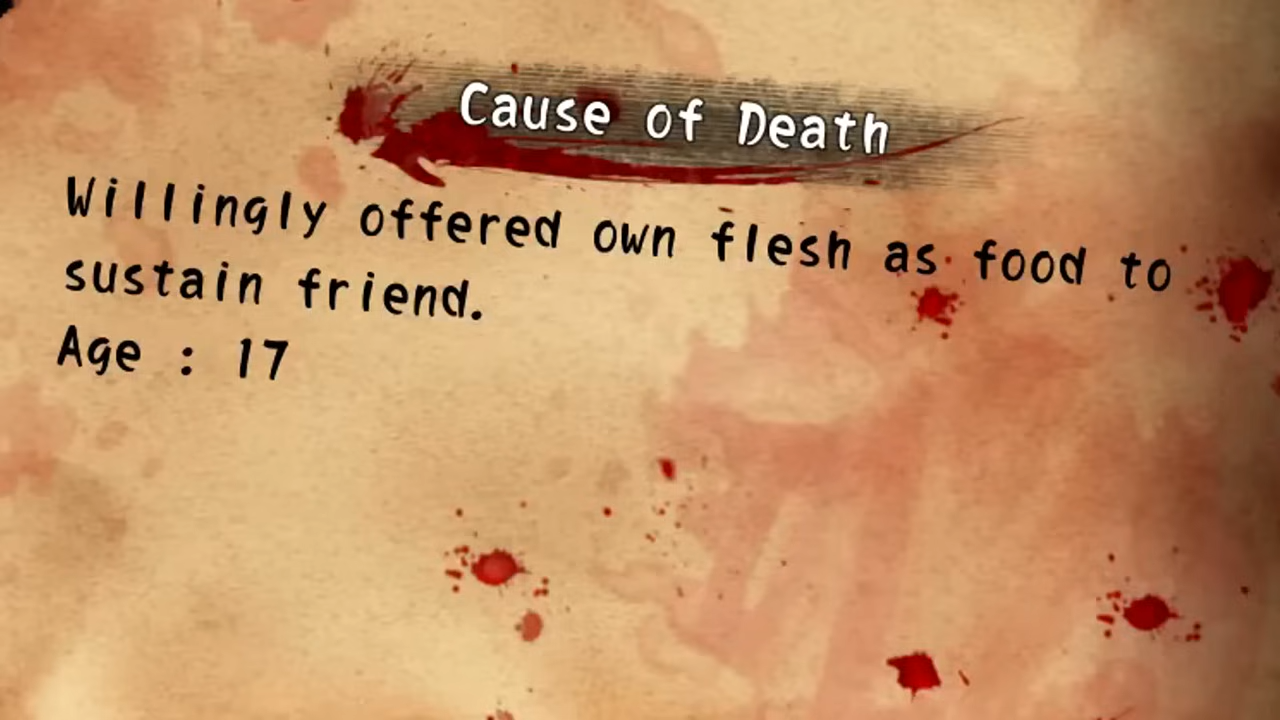 Cause of Death
Willingly offered own flesh as food to
sustain friend.
Age : 17